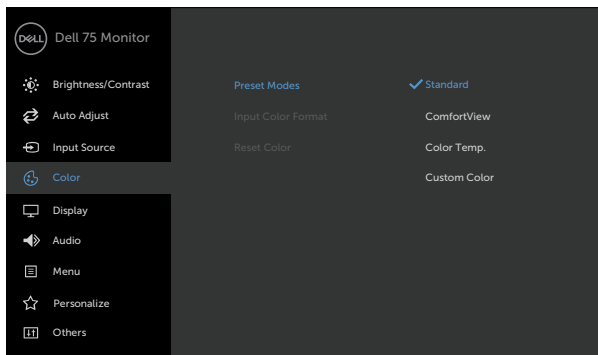 DELL Dell 75 Monitor
Brightness/Contrast
Auto Adjust
Input Source
Color
Display
Audio
Menu
Personalize
Others
Preset Modes
Input Color Format
Reset Color
Standard
ComfortView
Color Temp.
Custom Color